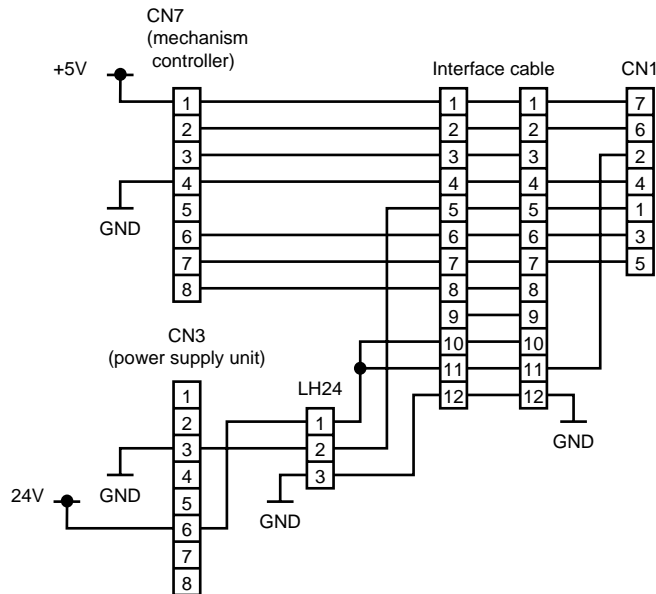 CN7
(mechanism
controller)
+5V
Interface cable
CN1
1 1 1 7
2 2 2 6
3 3 3 2
4 4 4 4
5 5 5 1
6 6 6 3
7 7 7 5
8 8 8
9 9
10 10
11 11
12 12
GND
GND
CN3
(power supply unit)
LH24
1
2
3
4
5
6
7
8
1
2
3
GND
24V
GND